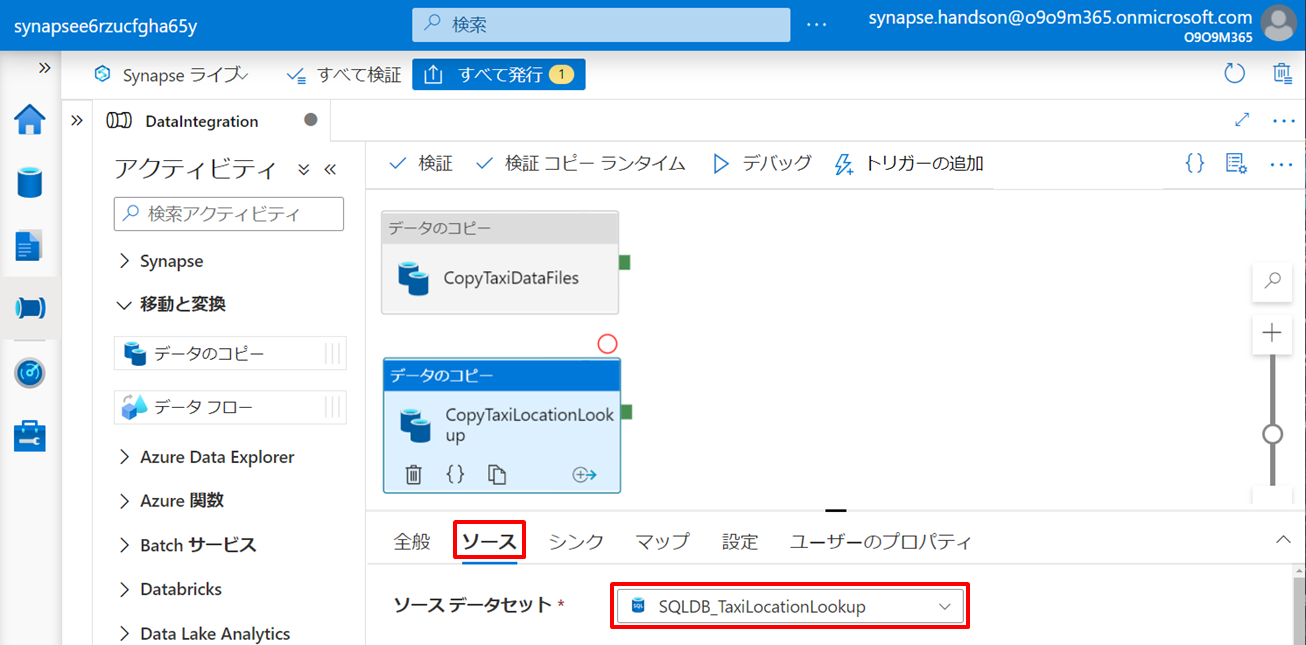 synapsee6rzucfgha65y
検索
synapse.handson@o9o9m365.onmicrosoft.com
O9O9M365
Synapse ライブ
すべて検証
すべて発行 1
DataIntegration
アクティビティ
検証
検証 コピー ランタイム
デバッグ
トリガーの追加
検索アクティビティ
Synapse
移動と変換
データのコピー
データ フロー
Azure Data Explorer
Azure 関数
Batch サービス
Databricks
Data Lake Analytics
データのコピー
CopyTaxiDataFiles
データのコピー
CopyTaxiLocationLook
up
全般
ソース
シンク
マップ
設定
ユーザーのプロパティ
ソース データセット *
SQL
SQLDB_TaxiLocationLookup